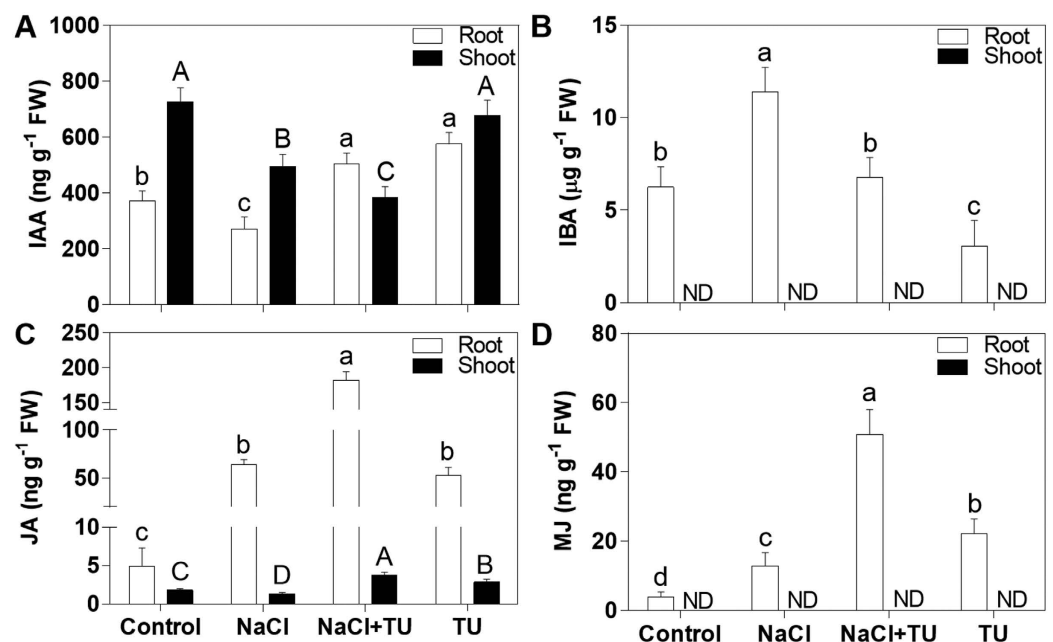 A
IAA (ng g⁻¹ FW)
1000
800
600
400
200
0
Root
Shoot
b
A
c
B
a
C
a
A
B
IBA (µg g⁻¹ FW)
15
10
5
0
Root
Shoot
b
ND
a
ND
b
ND
c
ND
C
JA (ng g⁻¹ FW)
250
200
150
100
50
10
5
0
Root
Shoot
c
C
b
D
a
A
b
B
Control
NaCl
NaCl+TU
TU
D
MJ (ng g⁻¹ FW)
80
60
40
20
0
Root
Shoot
d
ND
c
ND
a
ND
b
ND
Control
NaCl
NaCl+TU
TU